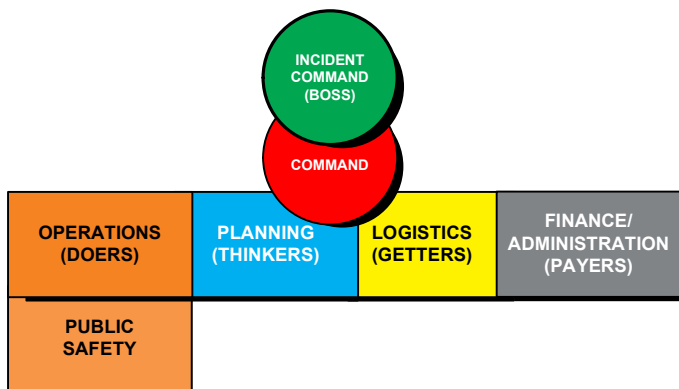 INCIDENT
COMMAND
(BOSS)
COMMAND
OPERATIONS
(DOERS)
PLANNING
(THINKERS)
LOGISTICS
(GETTERS)
FINANCE/
ADMINISTRATION
(PAYERS)
PUBLIC
SAFETY